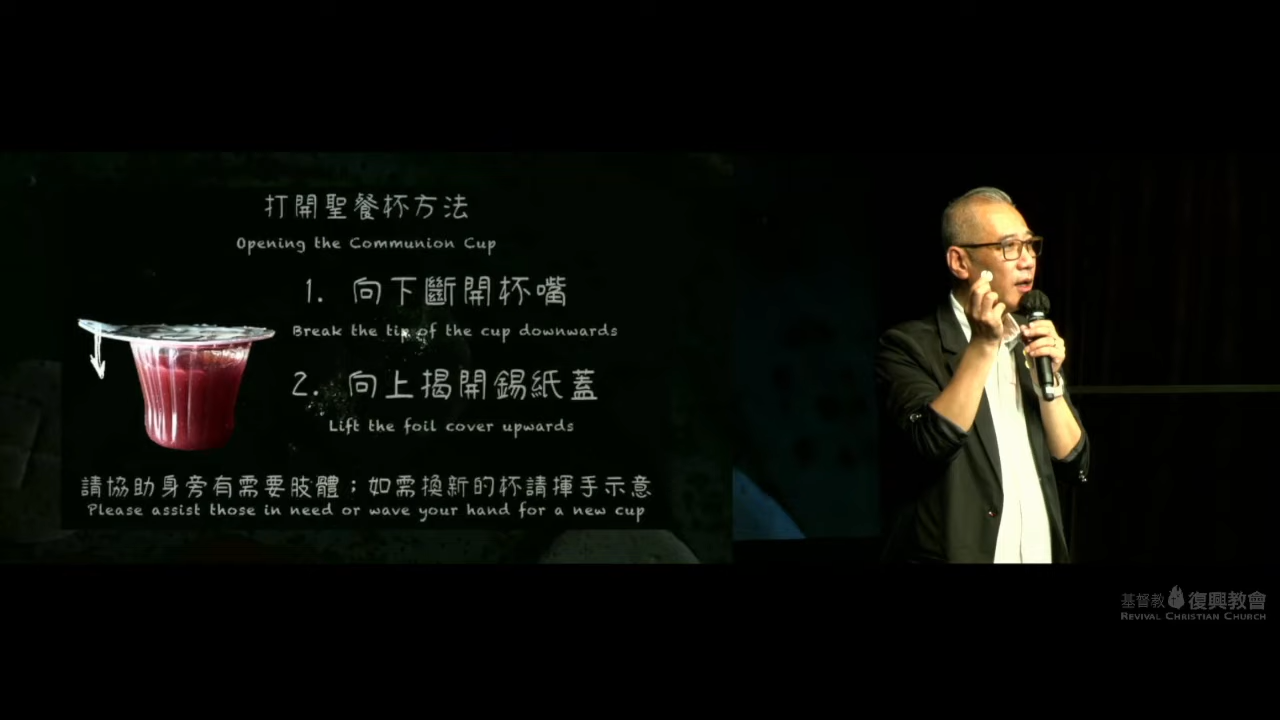 打開聖餐杯方法
Opening the Communion Cup
1. 向下斷開杯嘴
Break the tip of the cup downwards
2. 向上揭開錫紙蓋
Lift the foil cover upwards
請協助身旁有需要肢體；如需換新的杯請揮手示意
Please assist those in need or wave your hand for a new cup
基督教復興教會
REVIVAL CHRISTIAN CHURCH